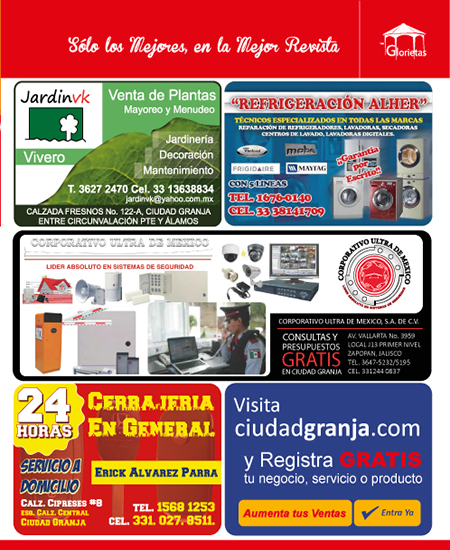 Sólo los Mejores, en la Mejor Revista
Glorietas
Jardinvk
Vivero
Venta de Plantas
Mayoreo y Menudeo
Jardinería
Decoración
Mantenimiento
T. 3627 2470 Cel. 33 13638834
jardinvk@yahoo.com.mx
CALZADA FRESNOS No. 122-A, CIUDAD GRANJA
ENTRE CIRCUNVALACIÓN PTE Y ÁLAMOS
"REFRIGERACIÓN ALHER"
TÉCNICOS ESPECIALIZADOS EN TODAS LAS MARCAS
REPARACIÓN DE REFRIGERADORES, LAVADORAS, SECADORAS
CENTROS DE LAVADO, LAVADORAS DIGITALES.
Whirlpool mabe
FRIGIDAIRE MAYTAG
¡Garantía
por
Escrito!
CON 5 LINEAS
TEL. 1676-0140
CEL. 33 38141709
CORPORATIVO ULTRA DE MEXICO
LIDER ABSOLUTO EN SISTEMAS DE SEGURIDAD
CORPORATIVO ULTRA DE MEXICO
CORPORATIVO ULTRA DE MEXICO, S.A. DE C.V.
CONSULTAS Y
PRESUPUESTOS
GRATIS
EN CIUDAD GRANJA
AV. VALLARTA No. 3959
LOCAL J13 PRIMER NIVEL
ZAPOPAN, JALISCO
TEL. 3647-5232/5195
CEL. 331244 0837
24
HORAS
SERVICIO A
DOMICILIO
CALZ. CIPRESES #8
ESQ. CALZ. CENTRAL
CIUDAD GRANJA
CERRAJERIA
EN GEMERAL
ERICK ALVAREZ PARRA
TEL. 1568 1253
CEL. 331. 027. 8511.
Visita
ciudadgranja.com
y Registra GRATIS
tu negocio, servicio o producto
Aumenta tus Ventas
Entra Ya